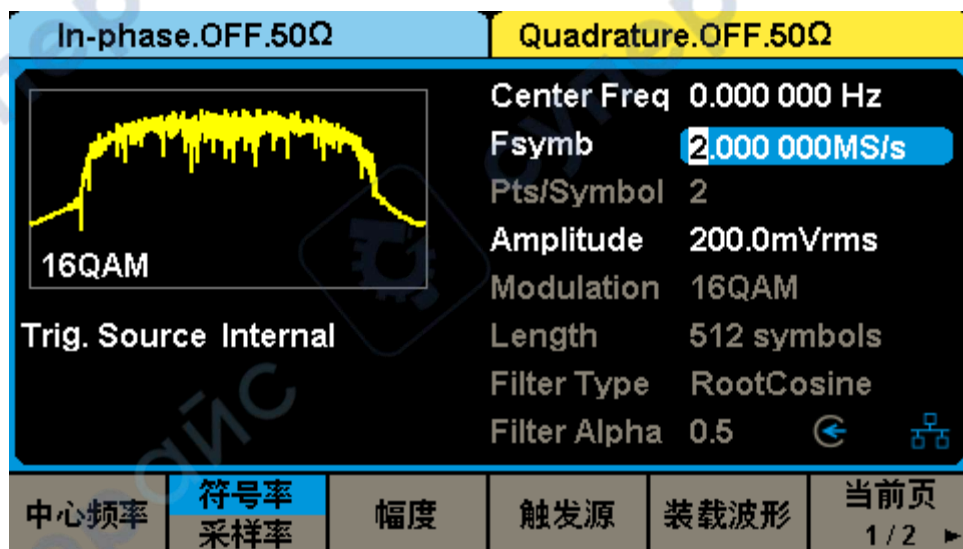 In-phase.OFF.50Ω
Quadrature.OFF.50Ω
Center Freq 0.000 000 Hz
Fsymb 2.000 000MS/s
Pts/Symbol 2
Amplitude 200.0mVrms
Modulation 16QAM
Length 512 symbols
Filter Type RootCosine
Filter Alpha 0.5
16QAM
Trig. Source Internal
中心频率
符号率
采样率
幅度
触发源
装载波形
当前页
1/2 ►